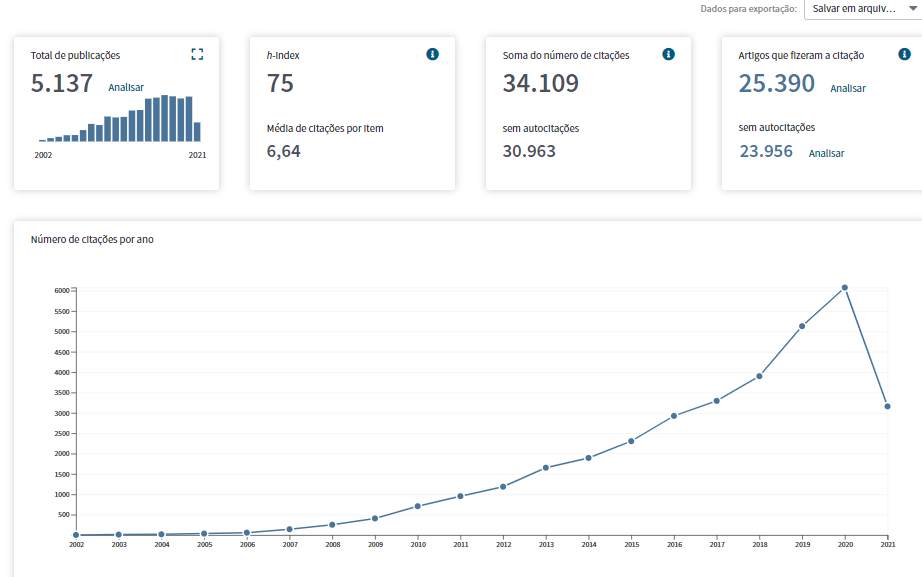 Dados para exportação: Salvar em arquiv...
Total de publicações
5.137 Analisar
2002 2021
h-index
75
Média de citações por item
6,64
Soma do número de citações
34.109
sem autocitações
30.963
Artigos que fizeram a citação
25.390 Analisar
sem autocitações
23.956 Analisar
Número de citações por ano
6000
5500
5000
4500
4000
3500
3000
2500
2000
1500
1000
500
2002 2003 2004 2005 2006 2007 2008 2009 2010 2011 2012 2013 2014 2015 2016 2017 2018 2019 2020 2021